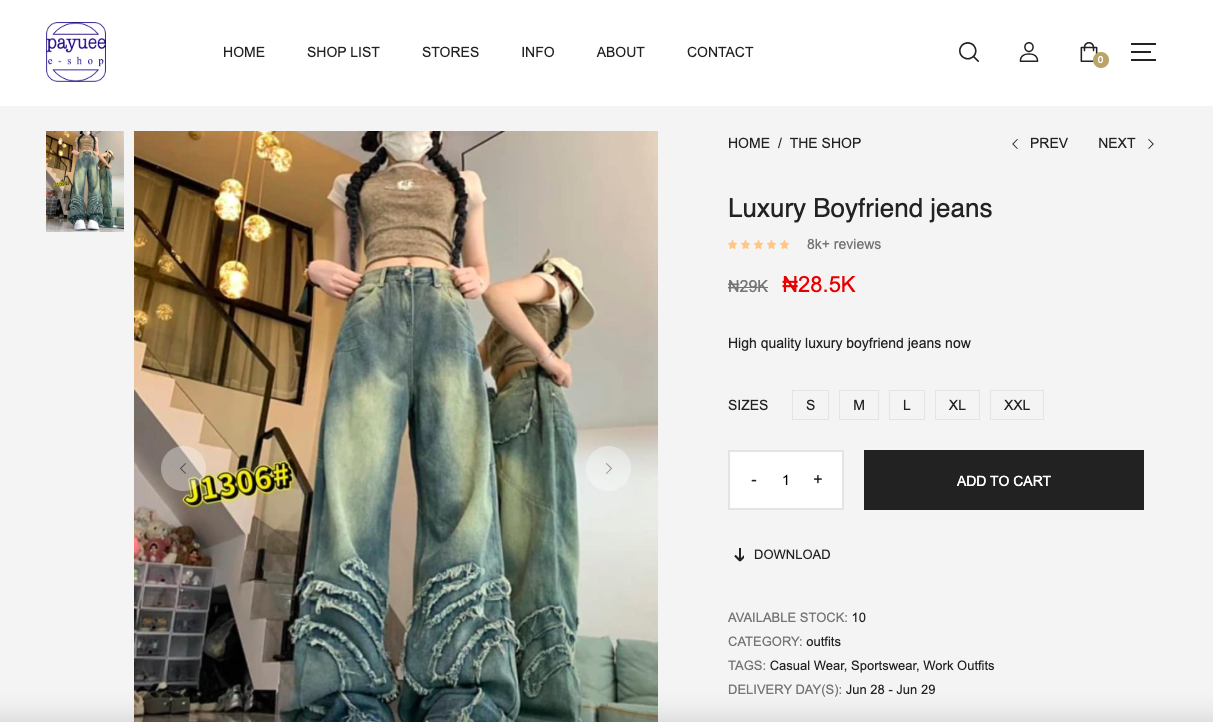 payuee
e - shop
HOME SHOP LIST STORES INFO ABOUT CONTACT
0
HOME / THE SHOP
PREV NEXT
Luxury Boyfriend jeans
8k+ reviews
₦29K ₦28.5K
High quality luxury boyfriend jeans now
SIZES S M L XL XXL
- 1 +
ADD TO CART
J1306#
DOWNLOAD
AVAILABLE STOCK: 10
CATEGORY: outfits
TAGS: Casual Wear, Sportswear, Work Outfits
DELIVERY DAY(S): Jun 28 - Jun 29